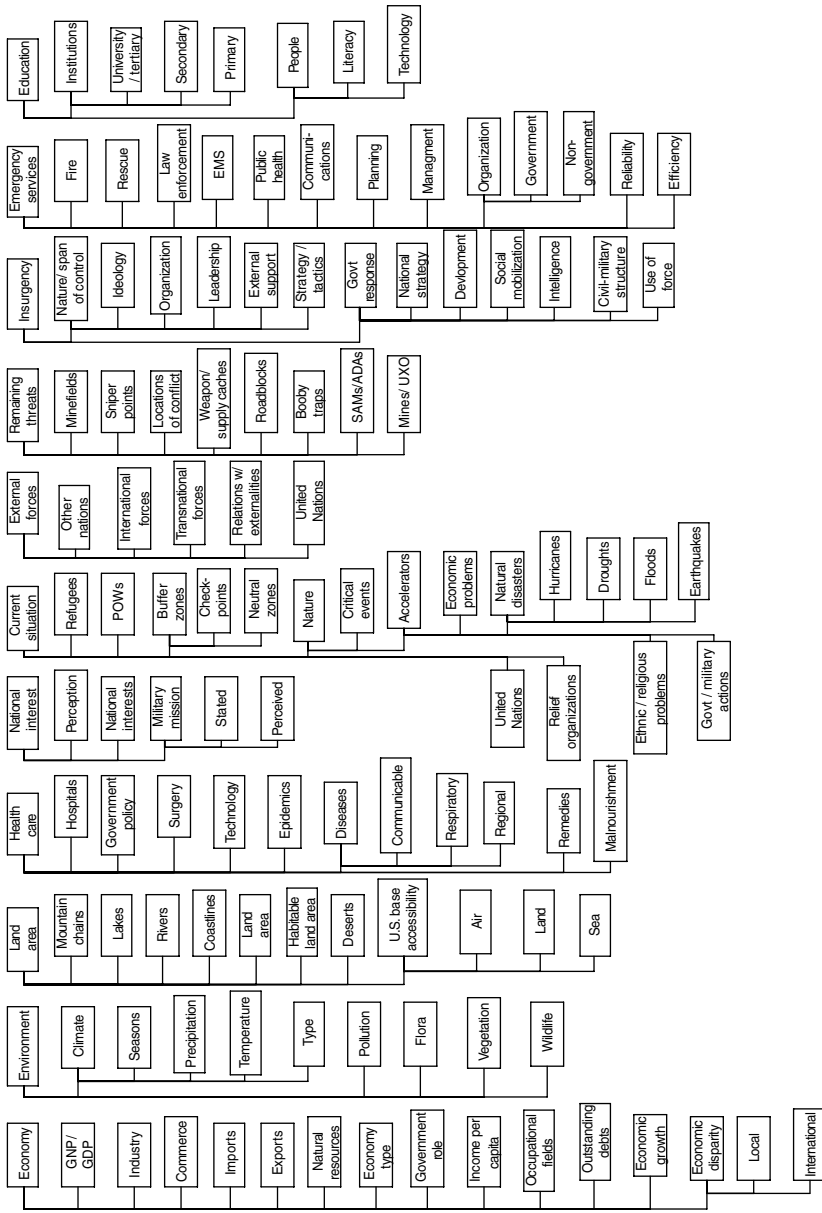 Economy
GNP/
GDP
Industry
Commerce
Imports
Exports
Natural
resources
Economy
type
Government
role
Income per
capita
Occupational
fields
Outstanding
debts
Economic
growth
Economic
disparity
Local
International
Environment
Climate
Seasons
Precipitation
Temperature
Type
Pollution
Flora
Vegetation
Wildlife
Land
area
Mountain
chains
Lakes
Rivers
Coastlines
Land
area
Habitable
land area
Deserts
U.S. base
accessibility
Air
Land
Sea
Health
care
Hospitals
Government
policy
Surgery
Technology
Epidemics
Diseases
Communicable
Respiratory
Regional
Remedies
Malnourishment
National
interest
Perception
National
interests
Military
mission
Stated
Perceived
Current
situation
Refugees
POWs
Buffer
zones
Check-
points
Neutral
zones
Nature
Critical
events
Accelerators
Economic
problems
Natural
disasters
Hurricanes
Droughts
Floods
Earthquakes
Ethnic / religious
problems
Govt / military
actions
United
Nations
Relief
organizations
External
forces
Other
nations
International
forces
Transnational
forces
Relations w/
externalities
United
Nations
Remaining
threats
Minefields
Sniper
points
Locations
of conflict
Weapon/
supply caches
Roadblocks
Booby
traps
SAMs/ADAs
Mines/ UXO
Insurgency
Nature/ span
of control
Ideology
Organization
Leadership
External
support
Strategy /
tactics
Govt
response
National
strategy
Devlopment
Social
mobilization
Intelligence
Civil-military
structure
Use of
force
Emergency
services
Fire
Rescue
Law
enforcement
EMS
Public
health
Communi-
cations
Planning
Managment
Organization
Government
Non-
government
Reliability
Efficiency
Education
Institutions
University
/ tertiary
Secondary
Primary
People
Literacy
Technology